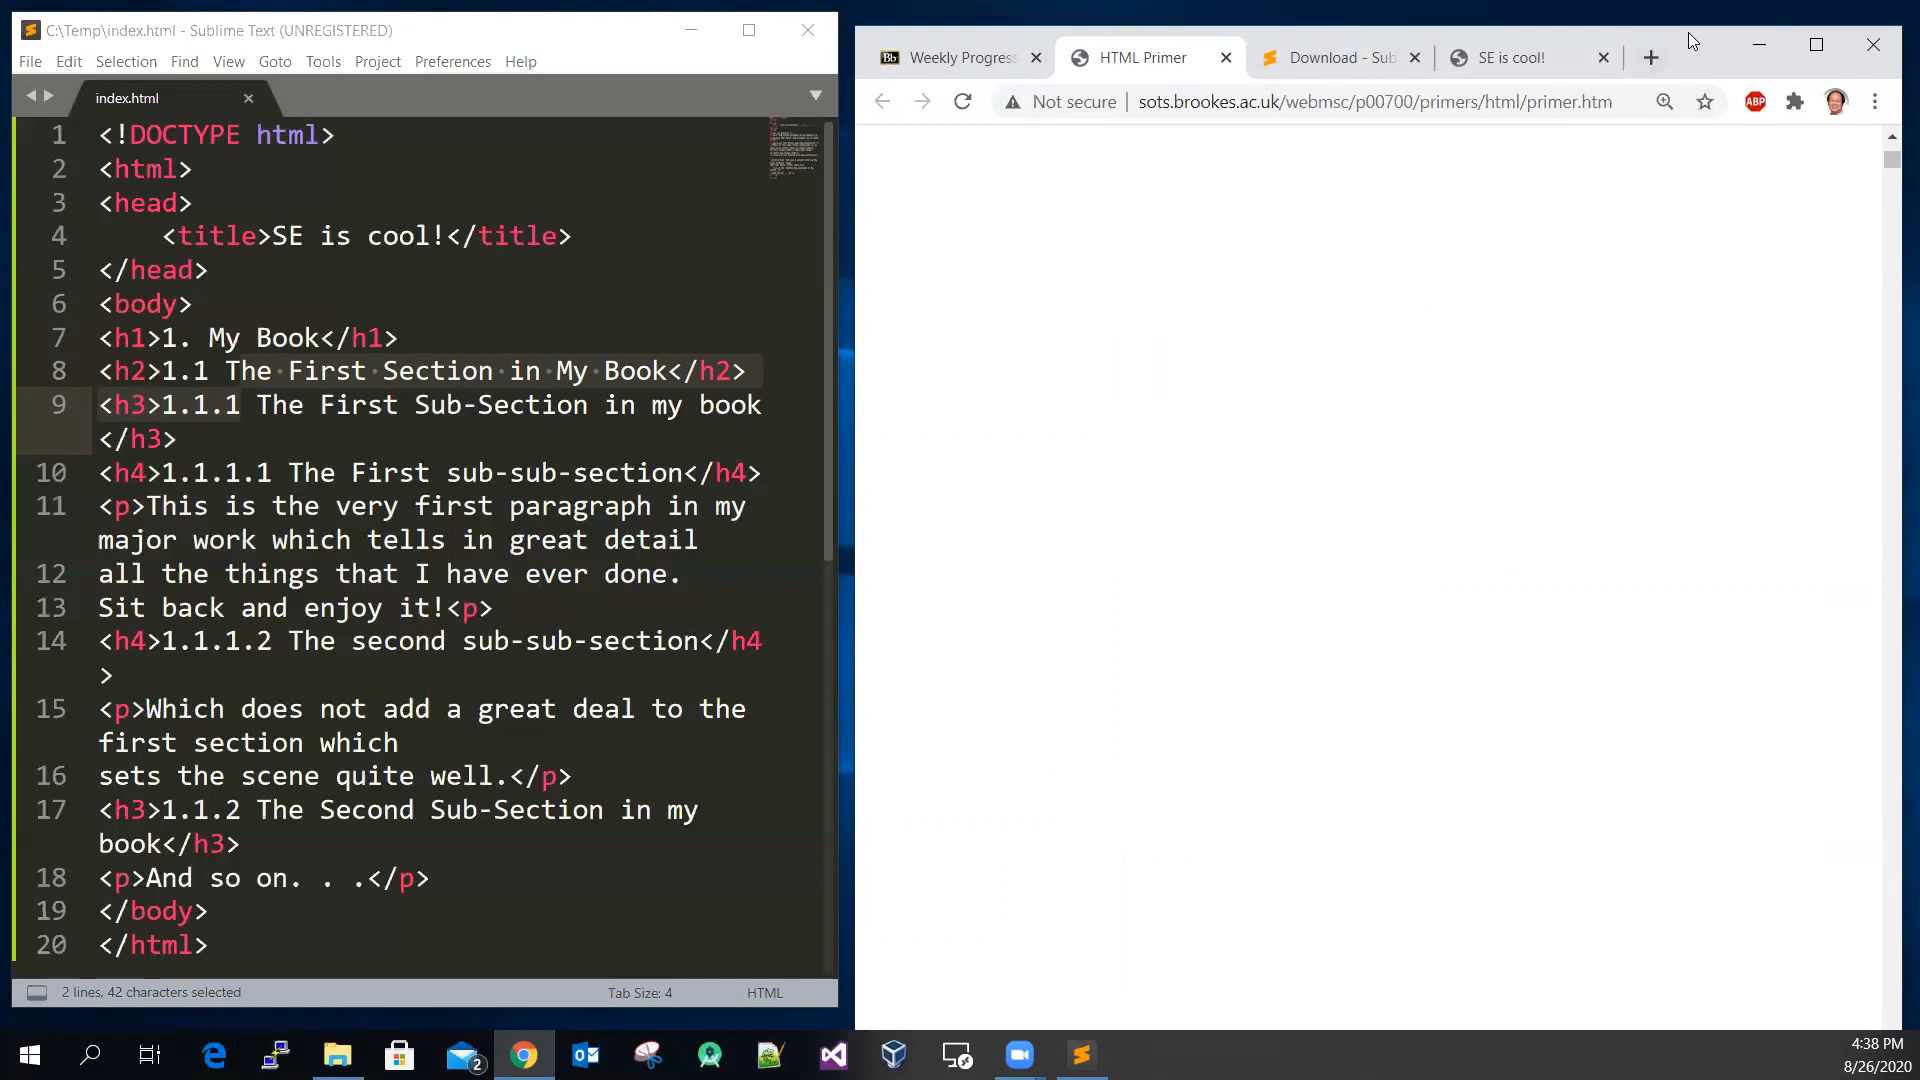 C:\Temp\index.html - Sublime Text (UNREGISTERED)
File Edit Selection Find View Goto Tools Project Preferences Help
index.html
1 <!DOCTYPE html>
2 <html>
3 <head>
4 <title>SE is cool!</title>
5 </head>
6 <body>
7 <h1>1. My Book</h1>
8 <h2>1.1 The First Section in My Book</h2>
9 <h3>1.1.1 The First Sub-Section in my book
</h3>
10 <h4>1.1.1.1 The First sub-sub-section</h4>
11 <p>This is the very first paragraph in my
major work which tells in great detail
12 all the things that I have ever done.
13 Sit back and enjoy it!<p>
14 <h4>1.1.1.2 The second sub-sub-section</h4
>
15 <p>Which does not add a great deal to the
first section which
16 sets the scene quite well.</p>
17 <h3>1.1.2 The Second Sub-Section in my
book</h3>
18 <p>And so on. . .</p>
19 </body>
20 </html>
2 lines, 42 characters selected Tab Size: 4 HTML
Bb Weekly Progress HTML Primer Download - Sub SE is cool!
Not secure sots.brookes.ac.uk/webmsc/p00700/primers/html/primer.htm ABP
2
4:38 PM
8/26/2020